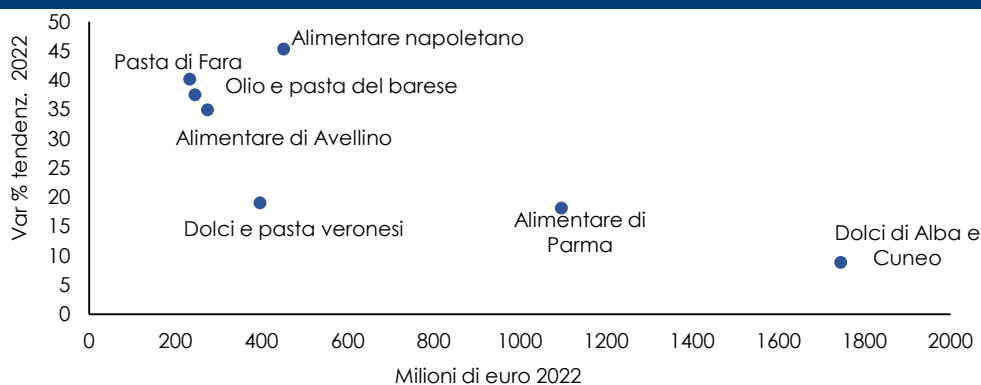 50
45
40
35
30
25
20
15
10
5
0
Var % tendenz. 2022
Alimentare napoletano
Pasta di Fara
Olio e pasta del barese
Alimentare di Avellino
Dolci e pasta veronesi
Alimentare di
Parma
Dolci di Alba e
Cuneo
0 200 400 600 800 1000 1200 1400 1600 1800 2000
Milioni di euro 2022